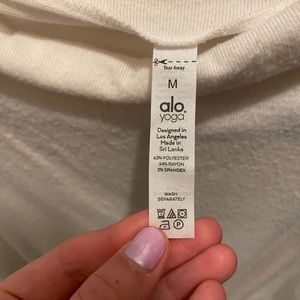 Tear Away
M
alo.
yoga
Designed in
Los Angeles
Made in
Sri Lanka
63% POLYESTER
34% RAYON
3% SPANDEX
WASH
SEPARATELY
P